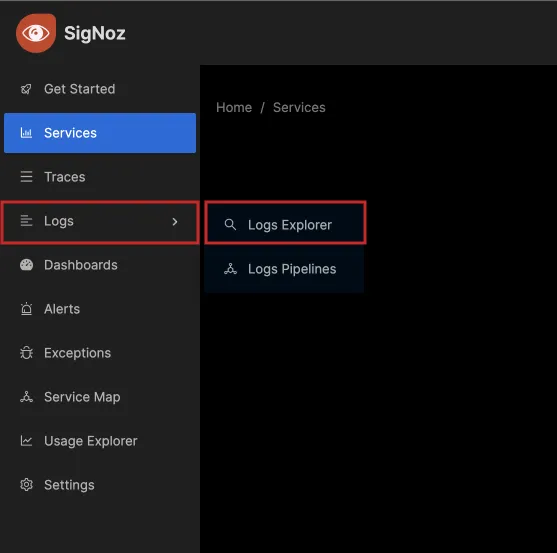 SigNoz
Get Started
Home / Services
Services
Traces
Logs
Logs Explorer
Dashboards
Logs Pipelines
Alerts
Exceptions
Service Map
Usage Explorer
Settings